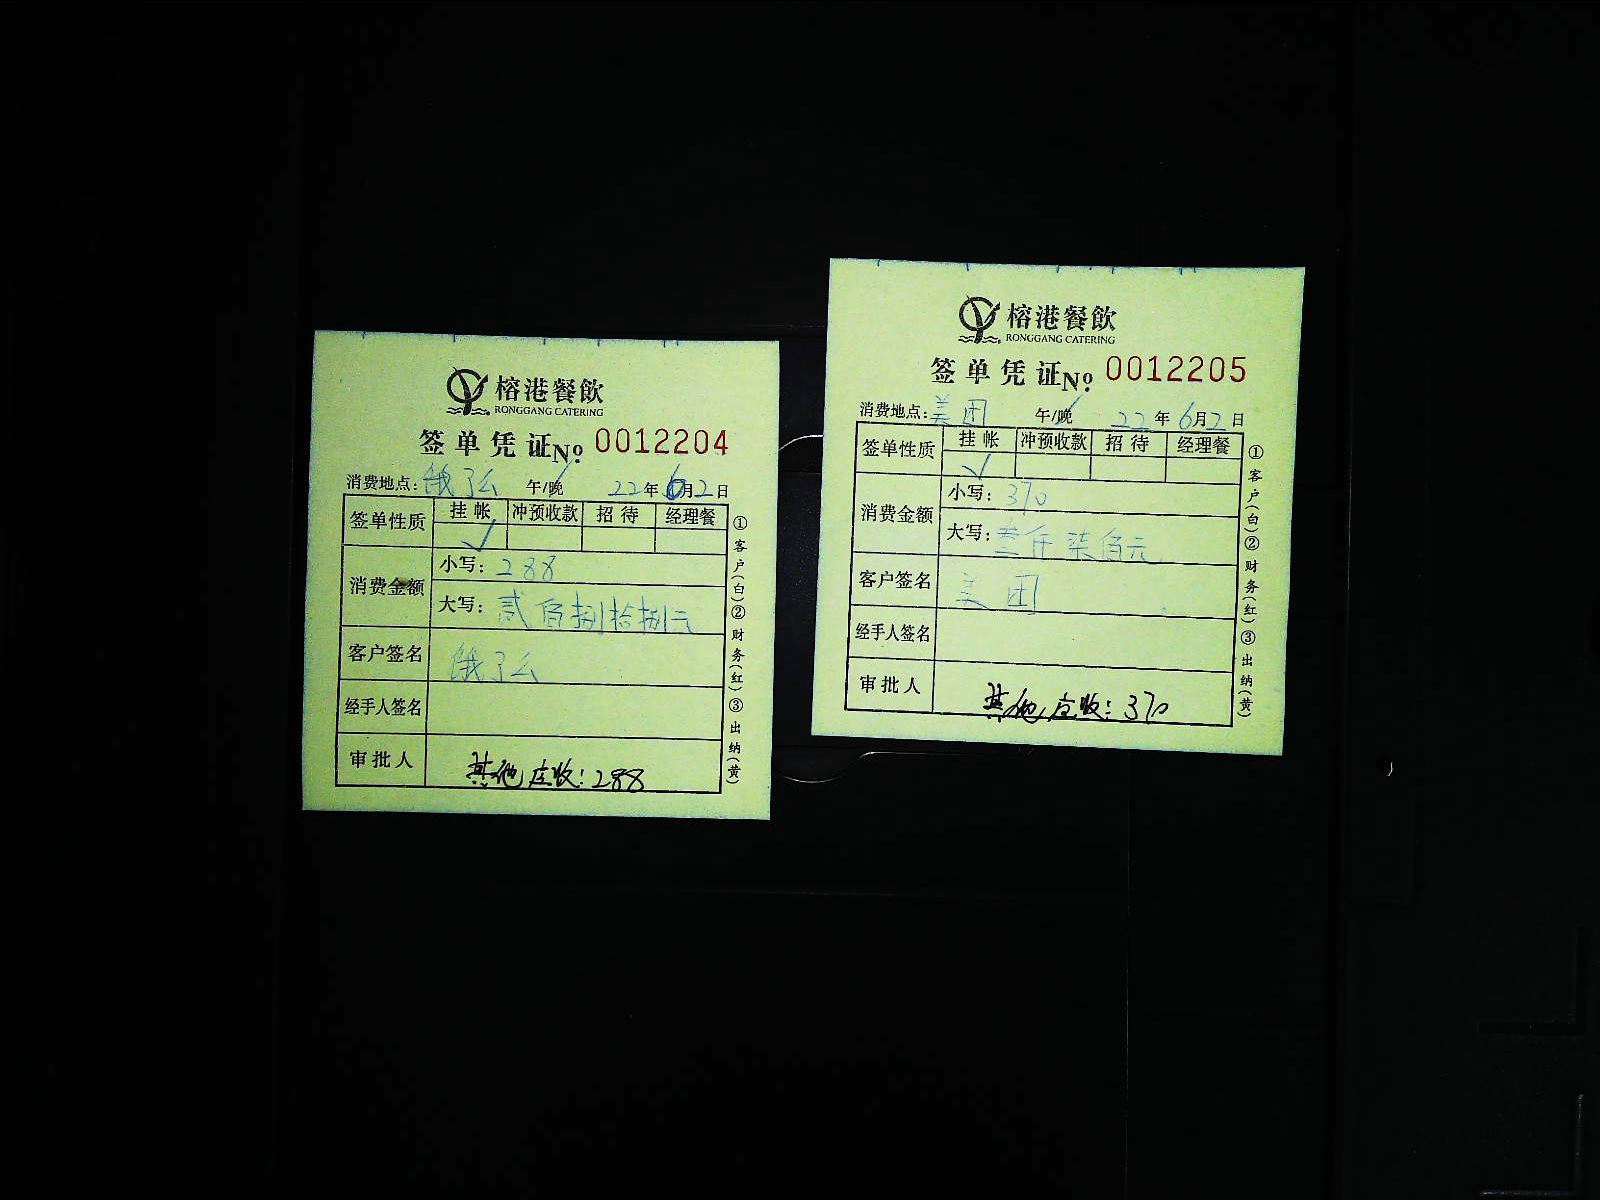 榕港餐飲
RONGGANG CATERING
签单凭证 No. 0012204
消费地点: 饿了么 午/晚 22年6月2日
签单性质 挂帐 冲预收款 招待 经理餐
✓
消费金额 小写: 288
大写: 贰佰捌拾捌元
客户签名 饿了么
经手人签名
审批人 其他应收: 288
①客户(白)②财务(红)③出纳(黄)
榕港餐飲
RONGGANG CATERING
签单凭证 No. 0012205
消费地点: 美团 午/晚 22年6月2日
签单性质 挂帐 冲预收款 招待 经理餐
✓
消费金额 小写: 370
大写: 叁仟柒佰元
客户签名 美团
经手人签名
审批人 其他应收: 370
①客户(白)②财务(红)③出纳(黄)